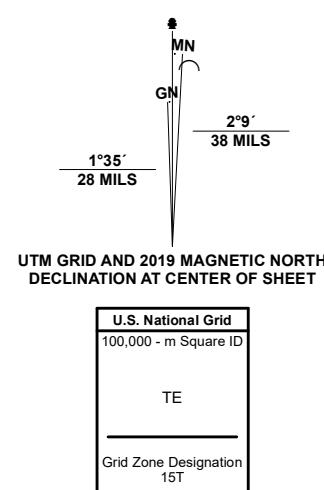 MN
GN
2°9´
38 MILS
1°35´
28 MILS
UTM GRID AND 2019 MAGNETIC NORTH
DECLINATION AT CENTER OF SHEET
U.S. National Grid
100,000 - m Square ID
TE
Grid Zone Designation
15T